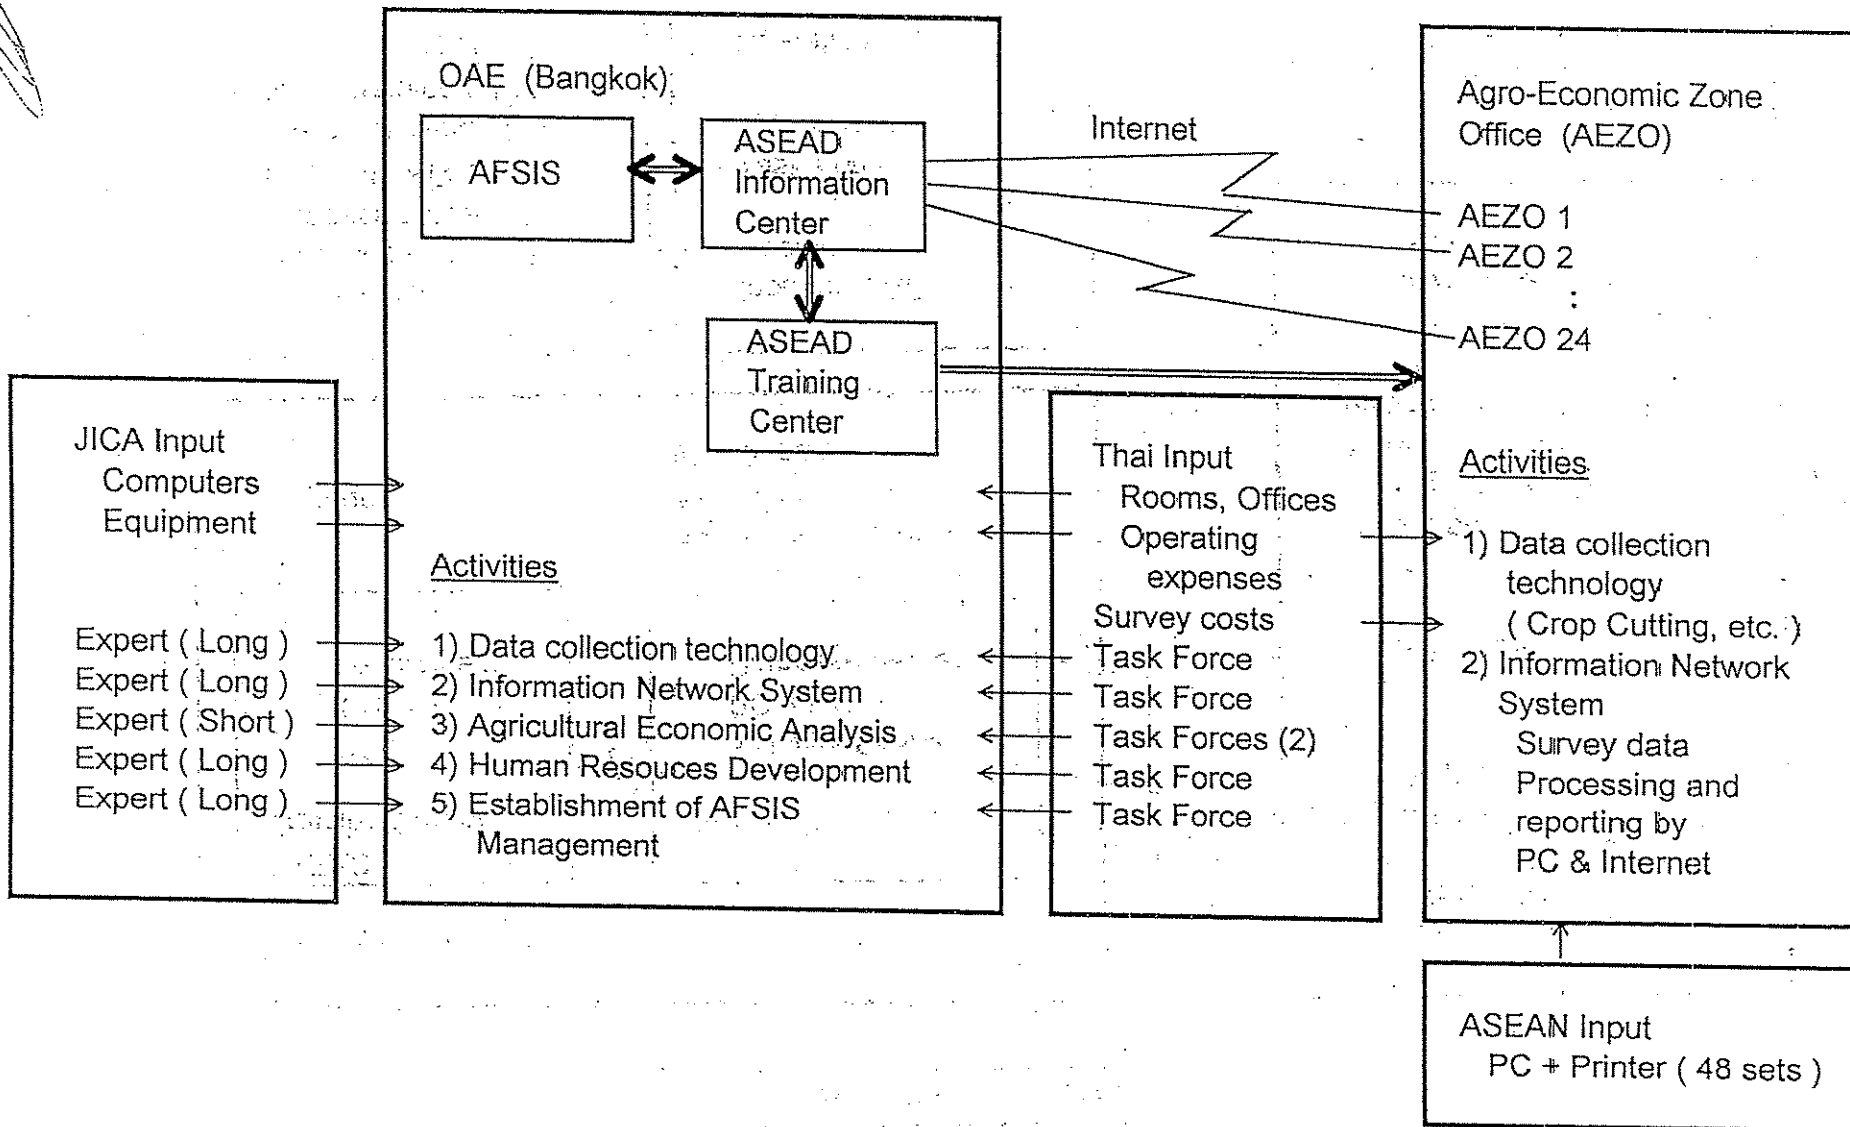 OAE (Bangkok)
AFSIS
ASEAD
Information
Center
ASEAD
Training
Center
Internet
Agro-Economic Zone
Office (AEZO)
AEZO 1
AEZO 2
:
AEZO 24
JICA Input
Computers
Equipment
Expert ( Long )
Expert ( Long )
Expert ( Short )
Expert ( Long )
Expert ( Long )
Activities
1) Data collection technology
2) Information Network System
3) Agricultural Economic Analysis
4) Human Resouces Development
5) Establishment of AFSIS
Management
Thai Input
Rooms, Offices
Operating
expenses
Survey costs
Task Force
Task Force
Task Forces (2)
Task Force
Task Force
Activities
1) Data collection
technology
( Crop Cutting, etc. )
2) Information Network
System
Survey data
Processing and
reporting by
PC & Internet
ASEAN Input
PC + Printer ( 48 sets )